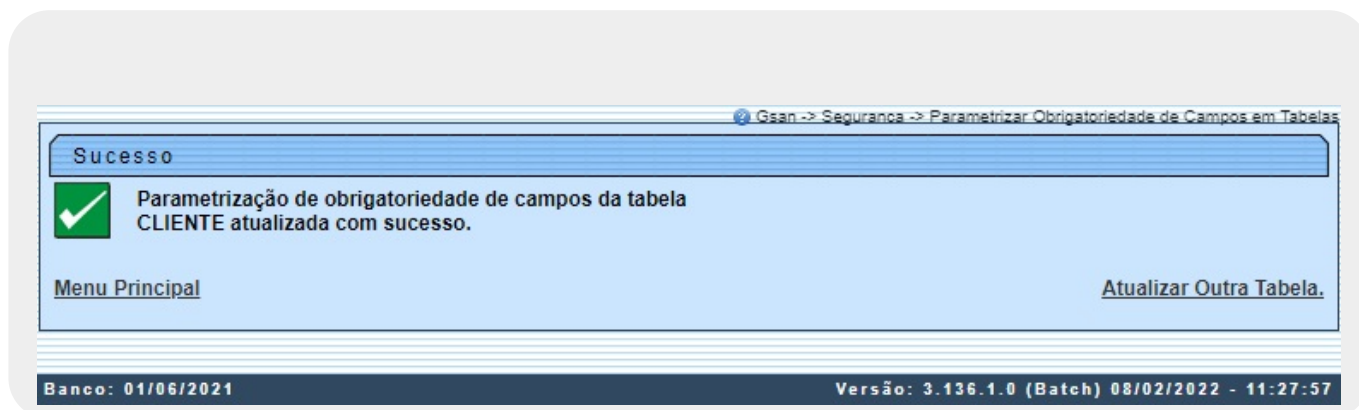 Gsan -> Seguranca -> Parametrizar Obrigatoriedade de Campos em Tabelas
Sucesso
Parametrização de obrigatoriedade de campos da tabela
CLIENTE atualizada com sucesso.
Menu Principal
Atualizar Outra Tabela.
Banco: 01/06/2021
Versão: 3.136.1.0 (Batch) 08/02/2022 - 11:27:57